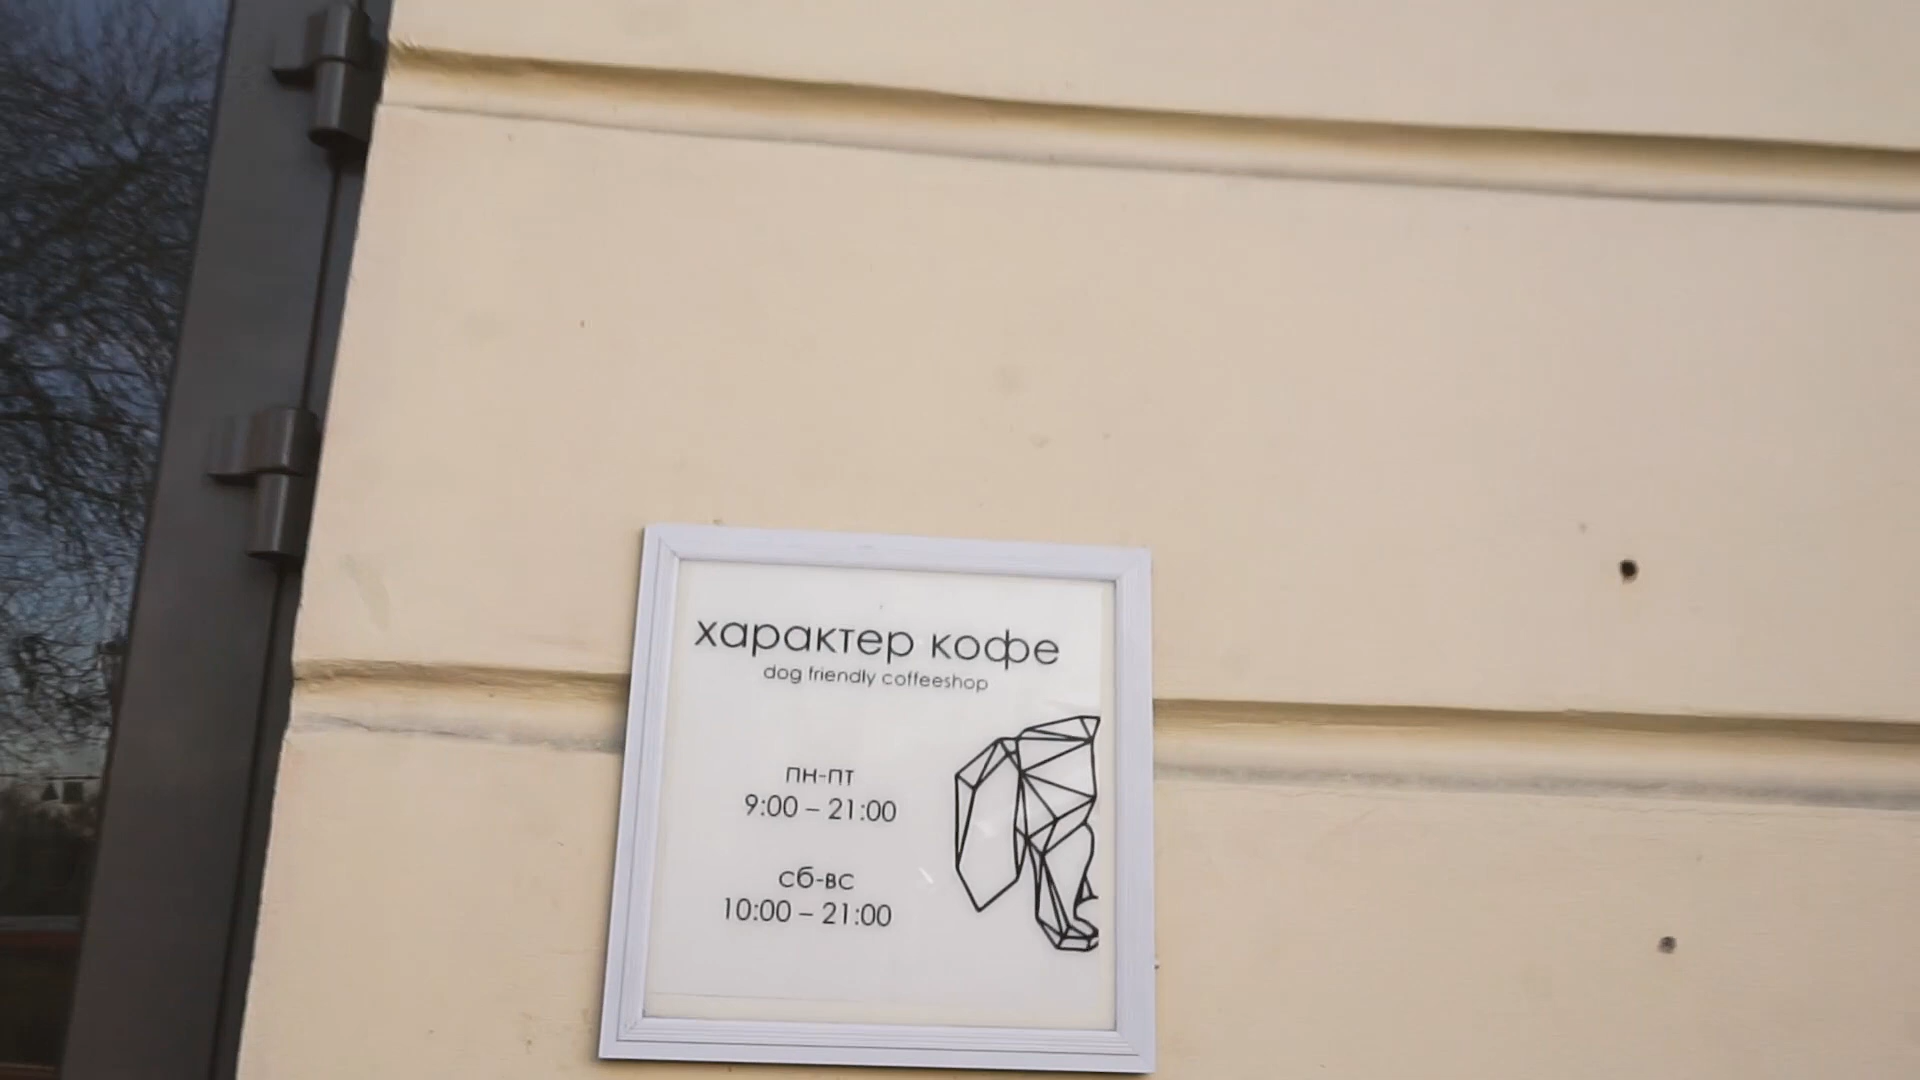 характер кофе
dog friendly coffeeshop
пн-пт
9:00 – 21:00
сб-вс
10:00 – 21:00